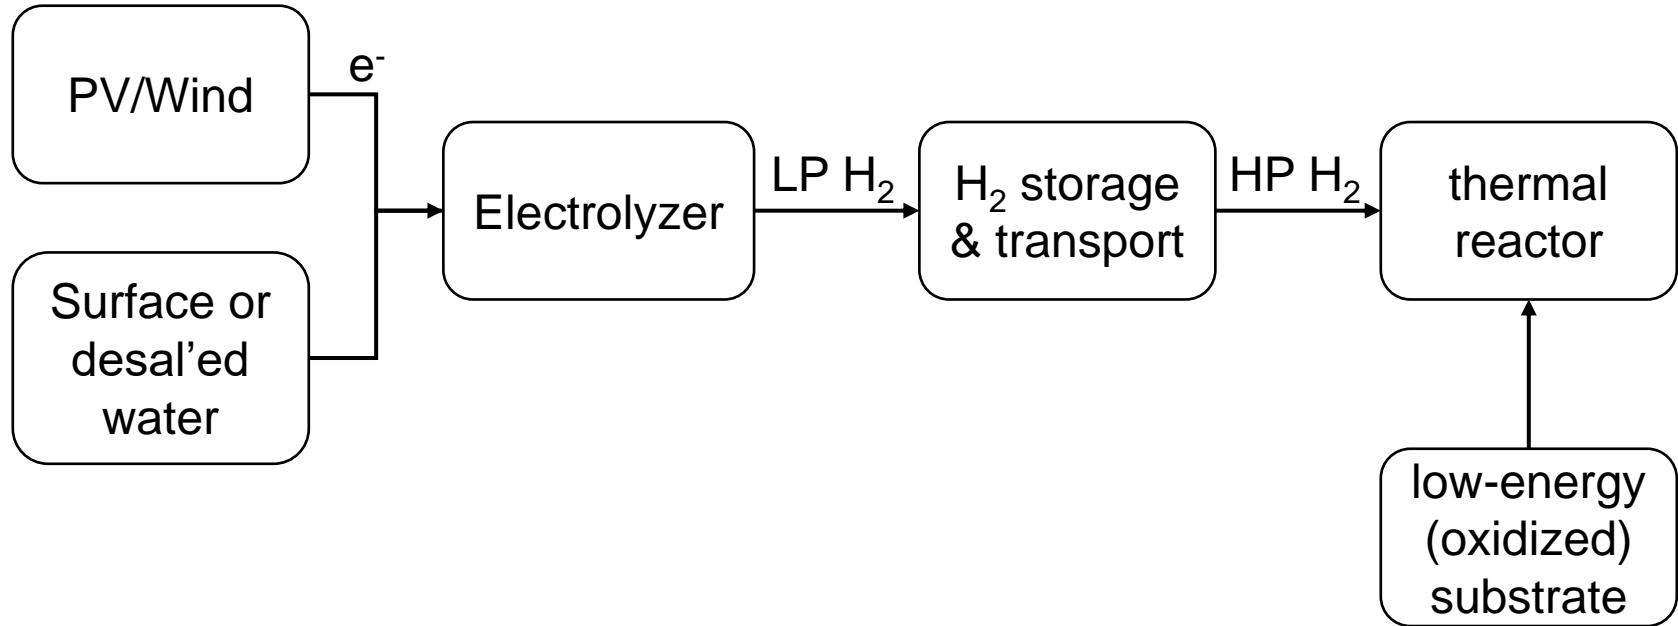 PV/Wind
e⁻
Surface or
desal’ed
water
Electrolyzer
LP H₂
H₂ storage
& transport
HP H₂
thermal
reactor
low-energy
(oxidized)
substrate